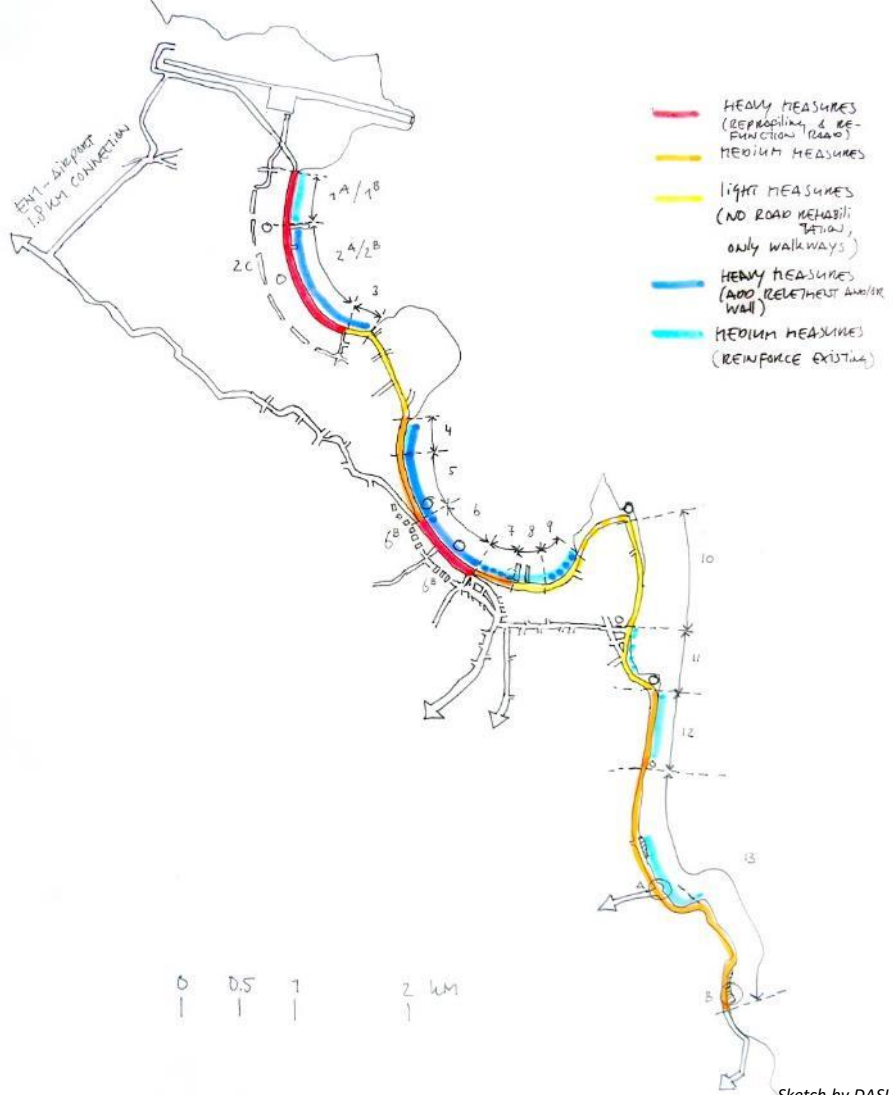 HEAVY MEASURES
(REPROFILING & RE-
FUNCTION ROAD)
MEDIUM MEASURES
LIGHT MEASURES
(NO ROAD REHABILI
TATION,
ONLY WALKWAYS)
HEAVY MEASURES
(ADD REVETMENT AND/OR
WALL)
MEDIUM MEASURES
(REINFORCE EXISTING)
EN1 - AIRPORT
1.8 KM CONNECTION
1A/1B
2A/2B
2C
3
4
5
6
6B
6B
7
8
9
10
11
12
13
A
B
0 0.5 1 2 KM
Sketch by DASU